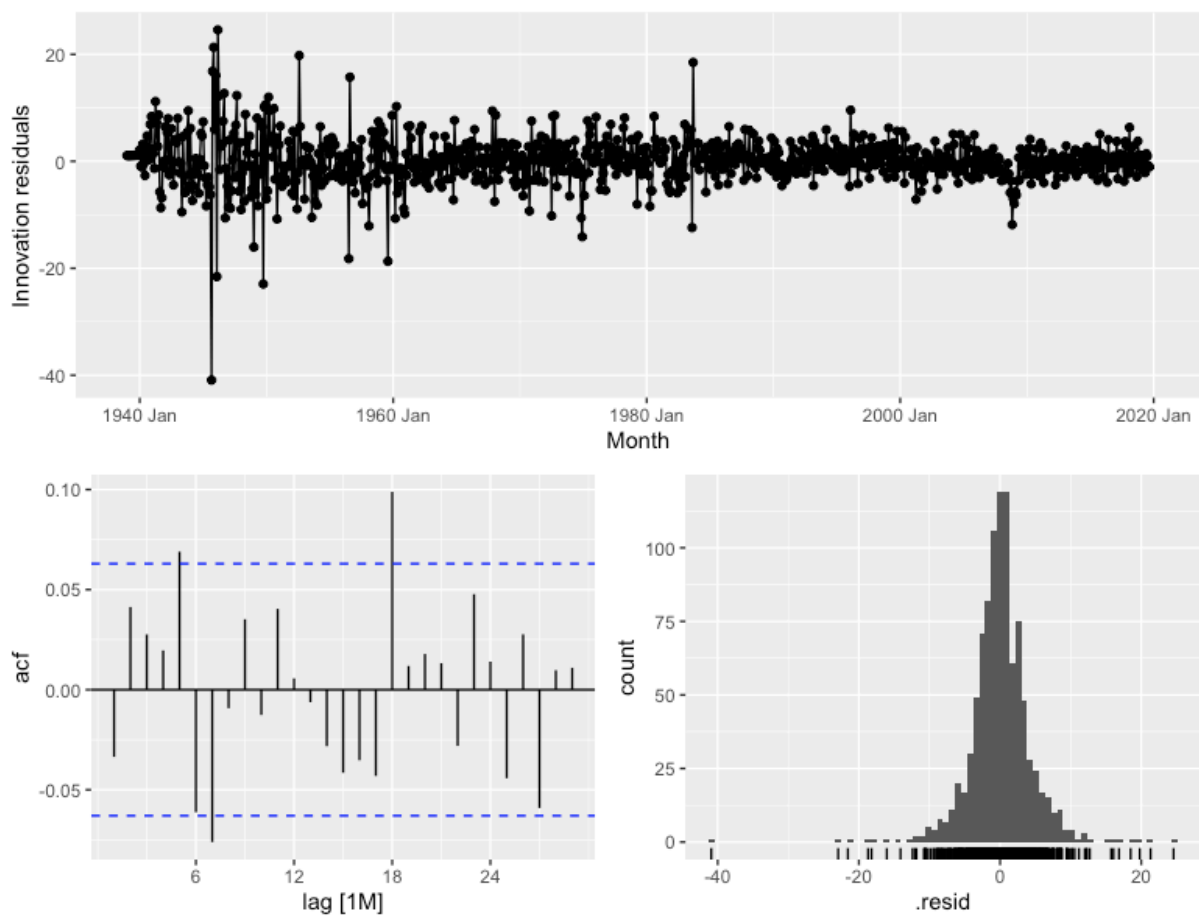 Innovation residuals
20
0
-20
-40
1940 Jan
1960 Jan
1980 Jan
2000 Jan
2020 Jan
Month
acf
0.10
0.05
0.00
-0.05
6
12
18
24
lag [1M]
count
100
75
50
25
0
-40
-20
0
20
.resid